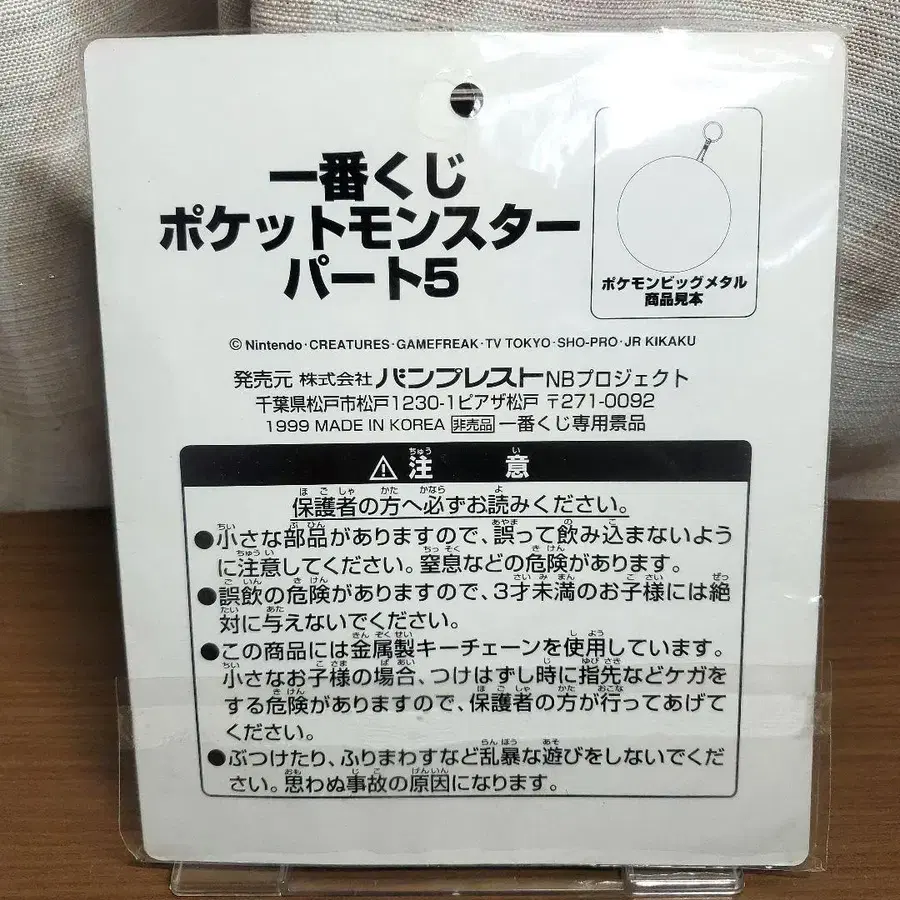 一番くじ
ポケットモンスター
パート5
ポケモンビッグメタル
商品見本
© Nintendo・CREATURES・GAMEFREAK・TV TOKYO・SHO-PRO・JR KIKAKU
発売元 株式会社 バンプレスト NBプロジェクト
千葉県松戸市松戸1230-1ピアザ松戸 〒271-0092
1999 MADE IN KOREA 非売品 一番くじ専用景品
⚠注意
保護者の方へ必ずお読みください。
●小さな部品がありますので、誤って飲み込まないよう
に注意してください。窒息などの危険があります。
●誤飲の危険がありますので、3才未満のお子様には絶
対に与えないでください。
●この商品には金属製キーチェーンを使用しています。
小さなお子様の場合、つけはずし時に指先などケガを
する危険がありますので、保護者の方が行ってあげて
ください。
●ぶつけたり、ふりまわすなど乱暴な遊びをしないでくだ
さい。思わぬ事故の原因になります。